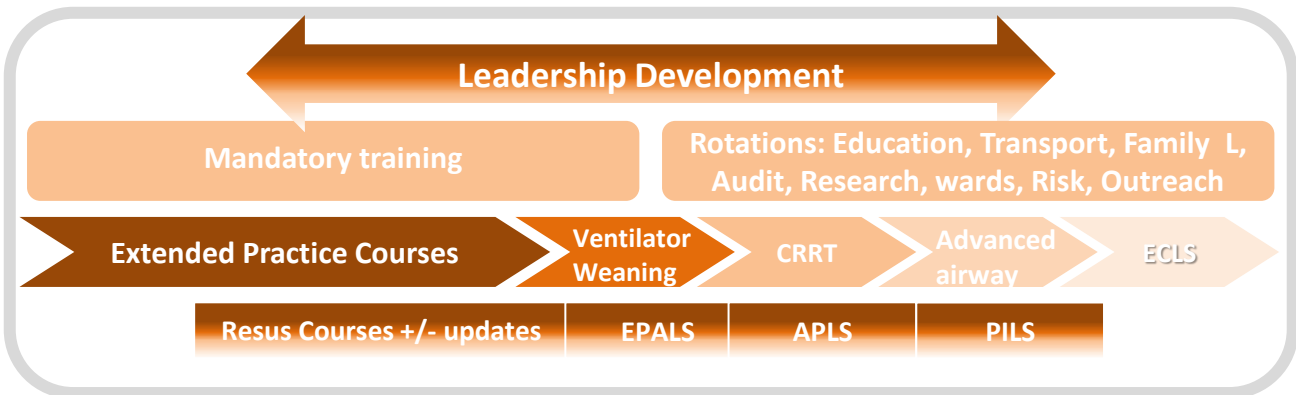 Leadership Development
Mandatory training
Rotations: Education, Transport, Family L,
Audit, Research, wards, Risk, Outreach
Extended Practice Courses
Ventilator
Weaning
CRRT
Advanced
airway
ECLS
Resus Courses +/- updates
EPALS
APLS
PILS